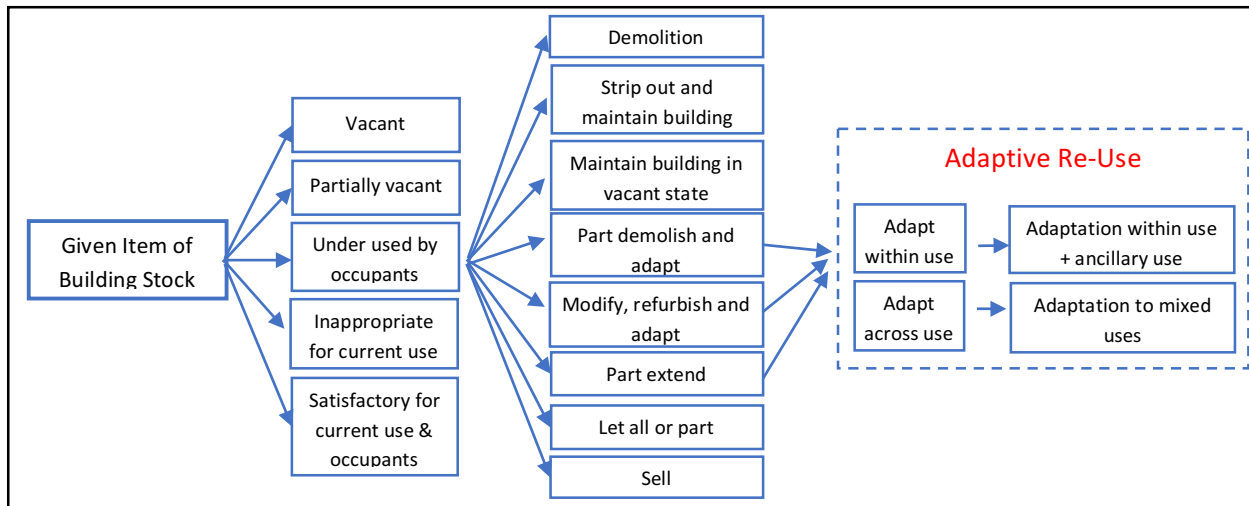 Given Item of
Building Stock
Vacant
Partially vacant
Under used by
occupants
Inappropriate
for current use
Satisfactory for
current use &
occupants
Demolition
Strip out and
maintain building
Maintain building in
vacant state
Part demolish and
adapt
Modify, refurbish and
adapt
Part extend
Let all or part
Sell
Adaptive Re-Use
Adapt
within use
Adaptation within use
+ ancillary use
Adapt
across use
Adaptation to mixed
uses